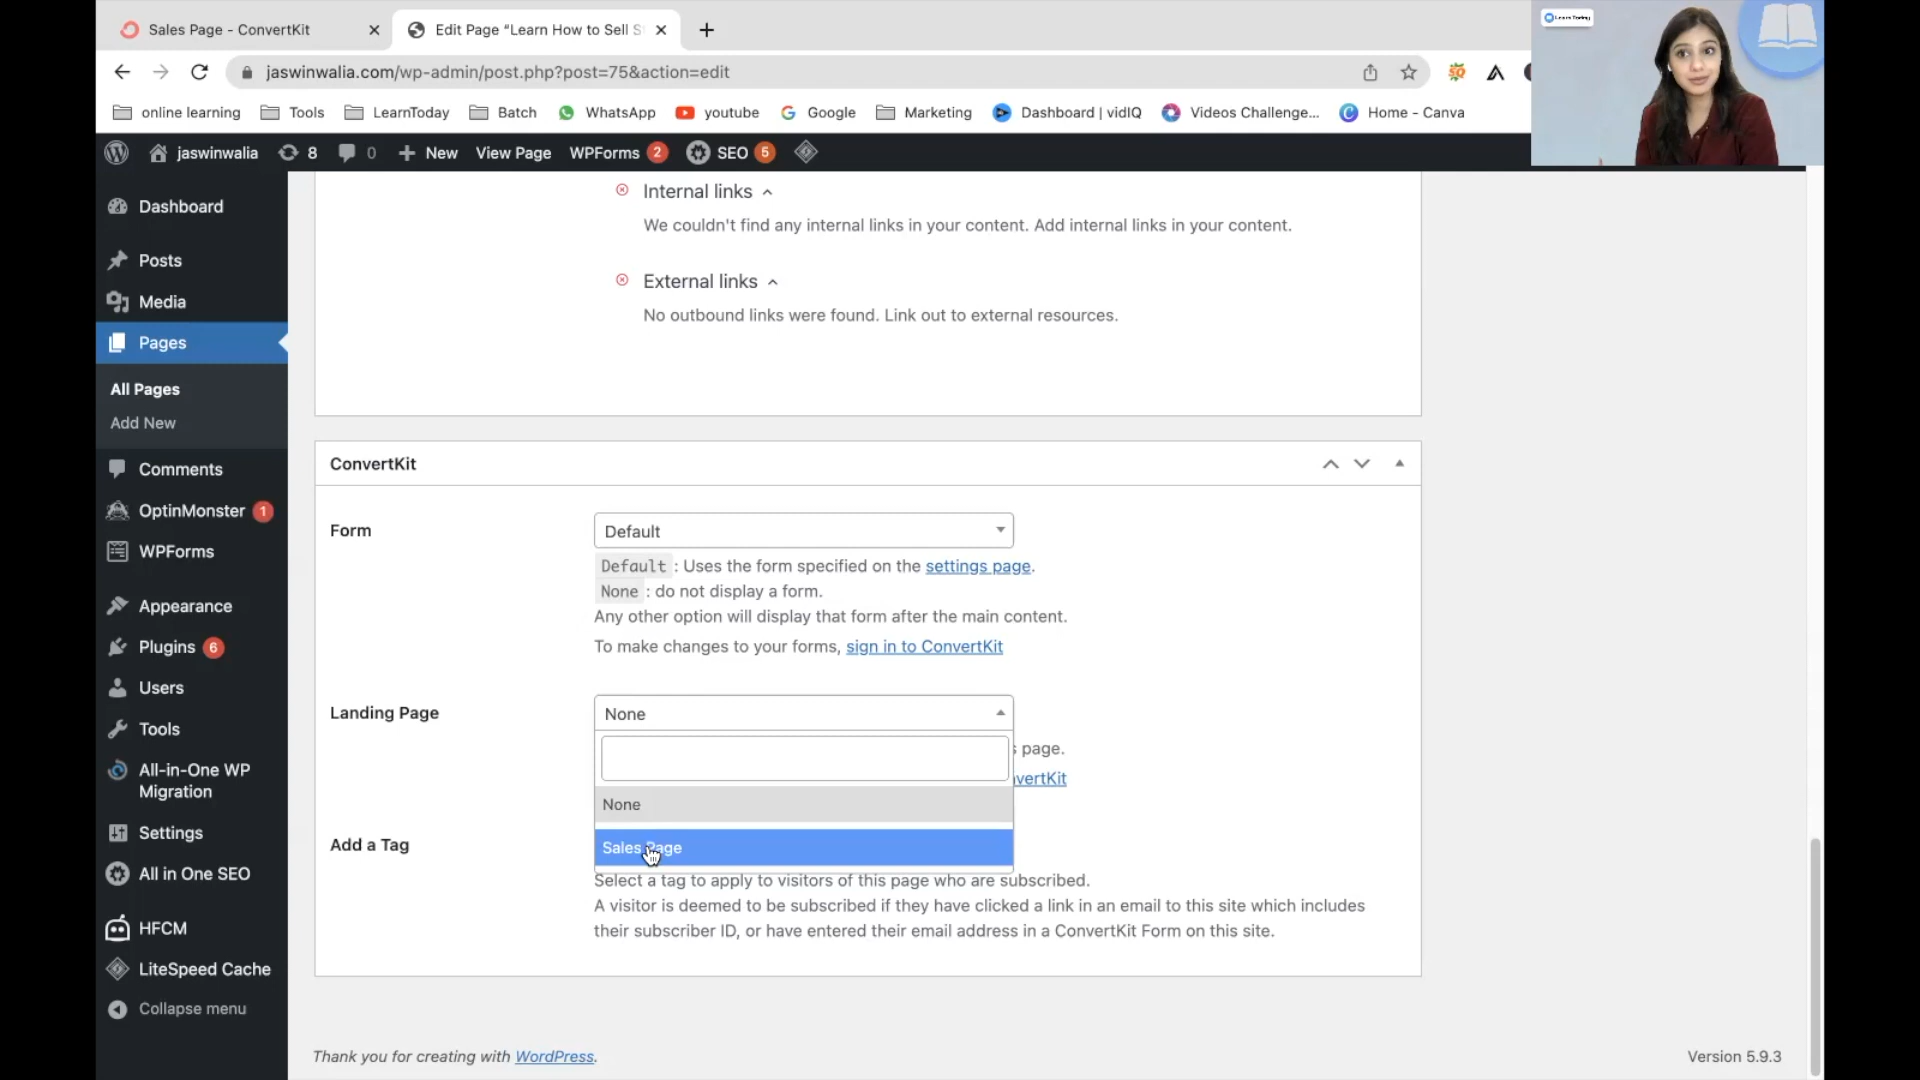 Sales Page - ConvertKit
Edit Page “Learn How to Sell S
jaswinwalia.com/wp-admin/post.php?post=75&action=edit
online learning
Tools
LearnToday
Batch
WhatsApp
youtube
Google
Marketing
Dashboard | vidIQ
Videos Challenge...
Home - Canva
Learn Today
jaswinwalia
8
0
New
View Page
WPForms 2
SEO 5
Dashboard
Posts
Media
Pages
All Pages
Add New
Comments
OptinMonster 1
WPForms
Appearance
Plugins 6
Users
Tools
All-in-One WP
Migration
Settings
All in One SEO
HFCM
LiteSpeed Cache
Collapse menu
Internal links
We couldn't find any internal links in your content. Add internal links in your content.
External links
No outbound links were found. Link out to external resources.
ConvertKit
Form
Default
Default : Uses the form specified on the settings page.
None : do not display a form.
Any other option will display that form after the main content.
To make changes to your forms, sign in to ConvertKit
Landing Page
None
s page.
nvertKit
None
Sales Page
Add a Tag
Select a tag to apply to visitors of this page who are subscribed.
A visitor is deemed to be subscribed if they have clicked a link in an email to this site which includes
their subscriber ID, or have entered their email address in a ConvertKit Form on this site.
Thank you for creating with WordPress.
Version 5.9.3